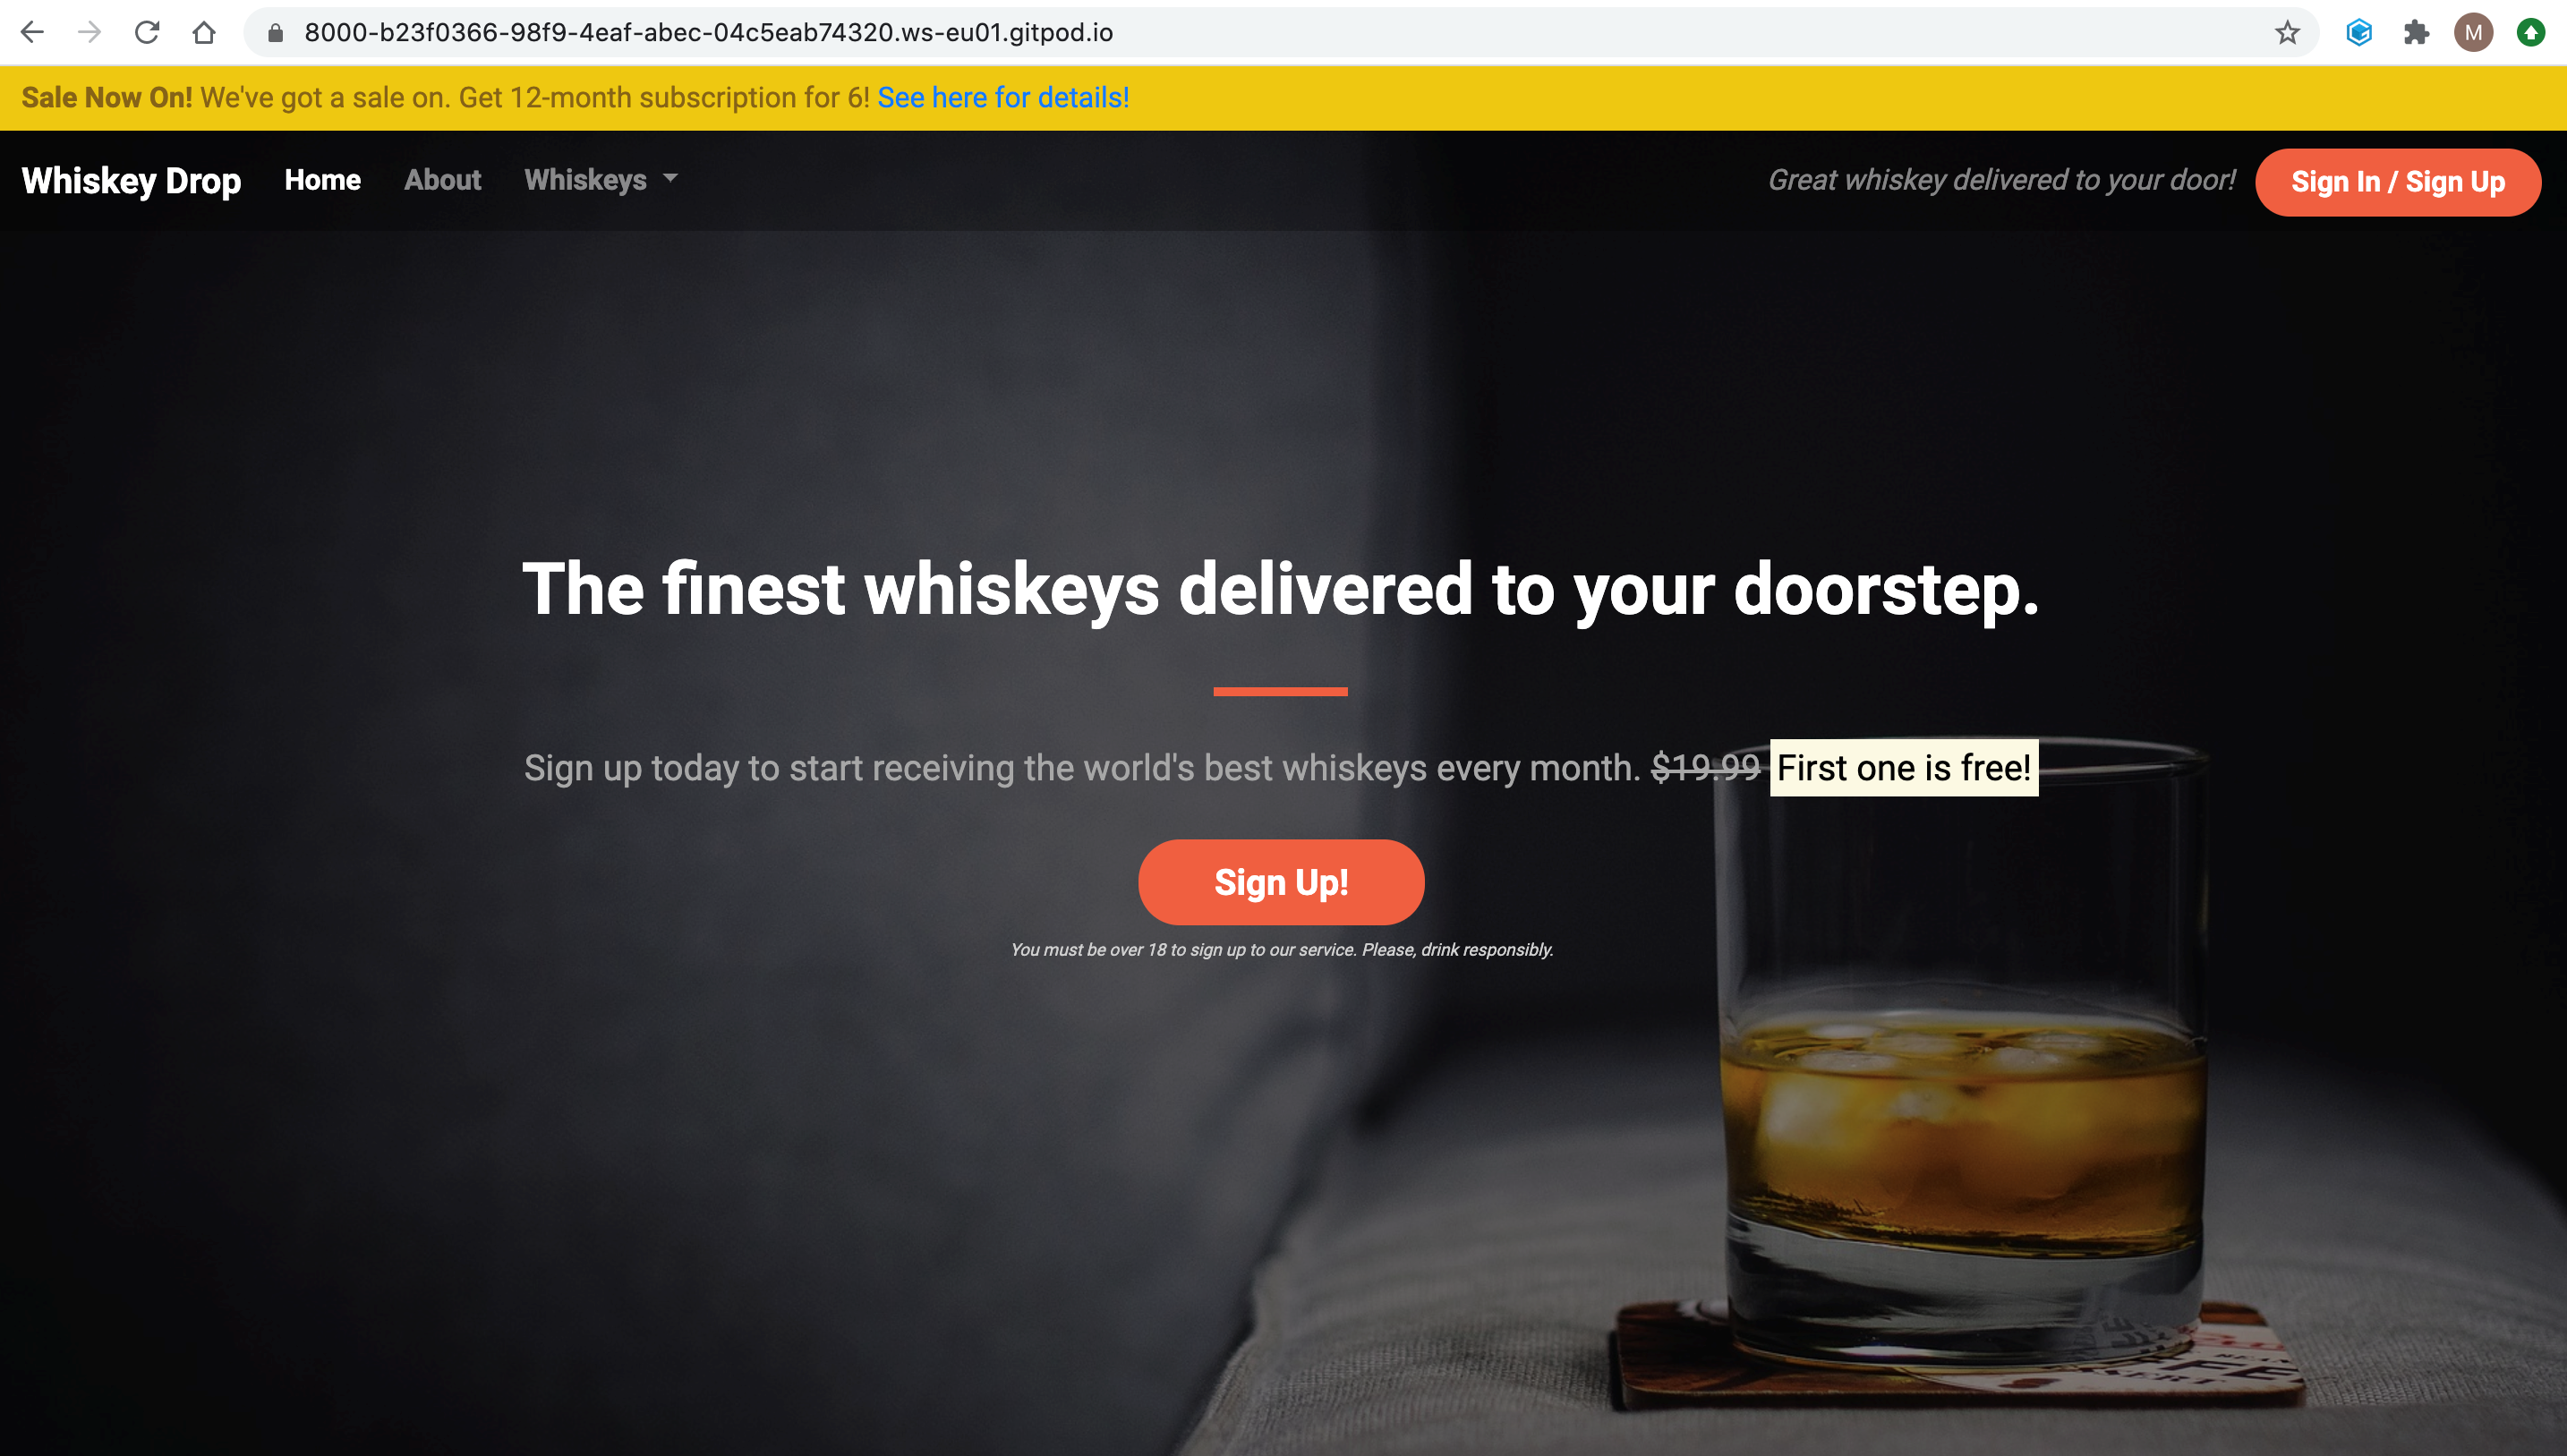 8000-b23f0366-98f9-4eaf-abec-04c5eab74320.ws-eu01.gitpod.io
M
Sale Now On! We've got a sale on. Get 12-month subscription for 6! See here for details!
Whiskey Drop Home About Whiskeys Great whiskey delivered to your door! Sign In / Sign Up
The finest whiskeys delivered to your doorstep.
Sign up today to start receiving the world's best whiskeys every month. $19.99 First one is free!
Sign Up!
You must be over 18 to sign up to our service. Please, drink responsibly.